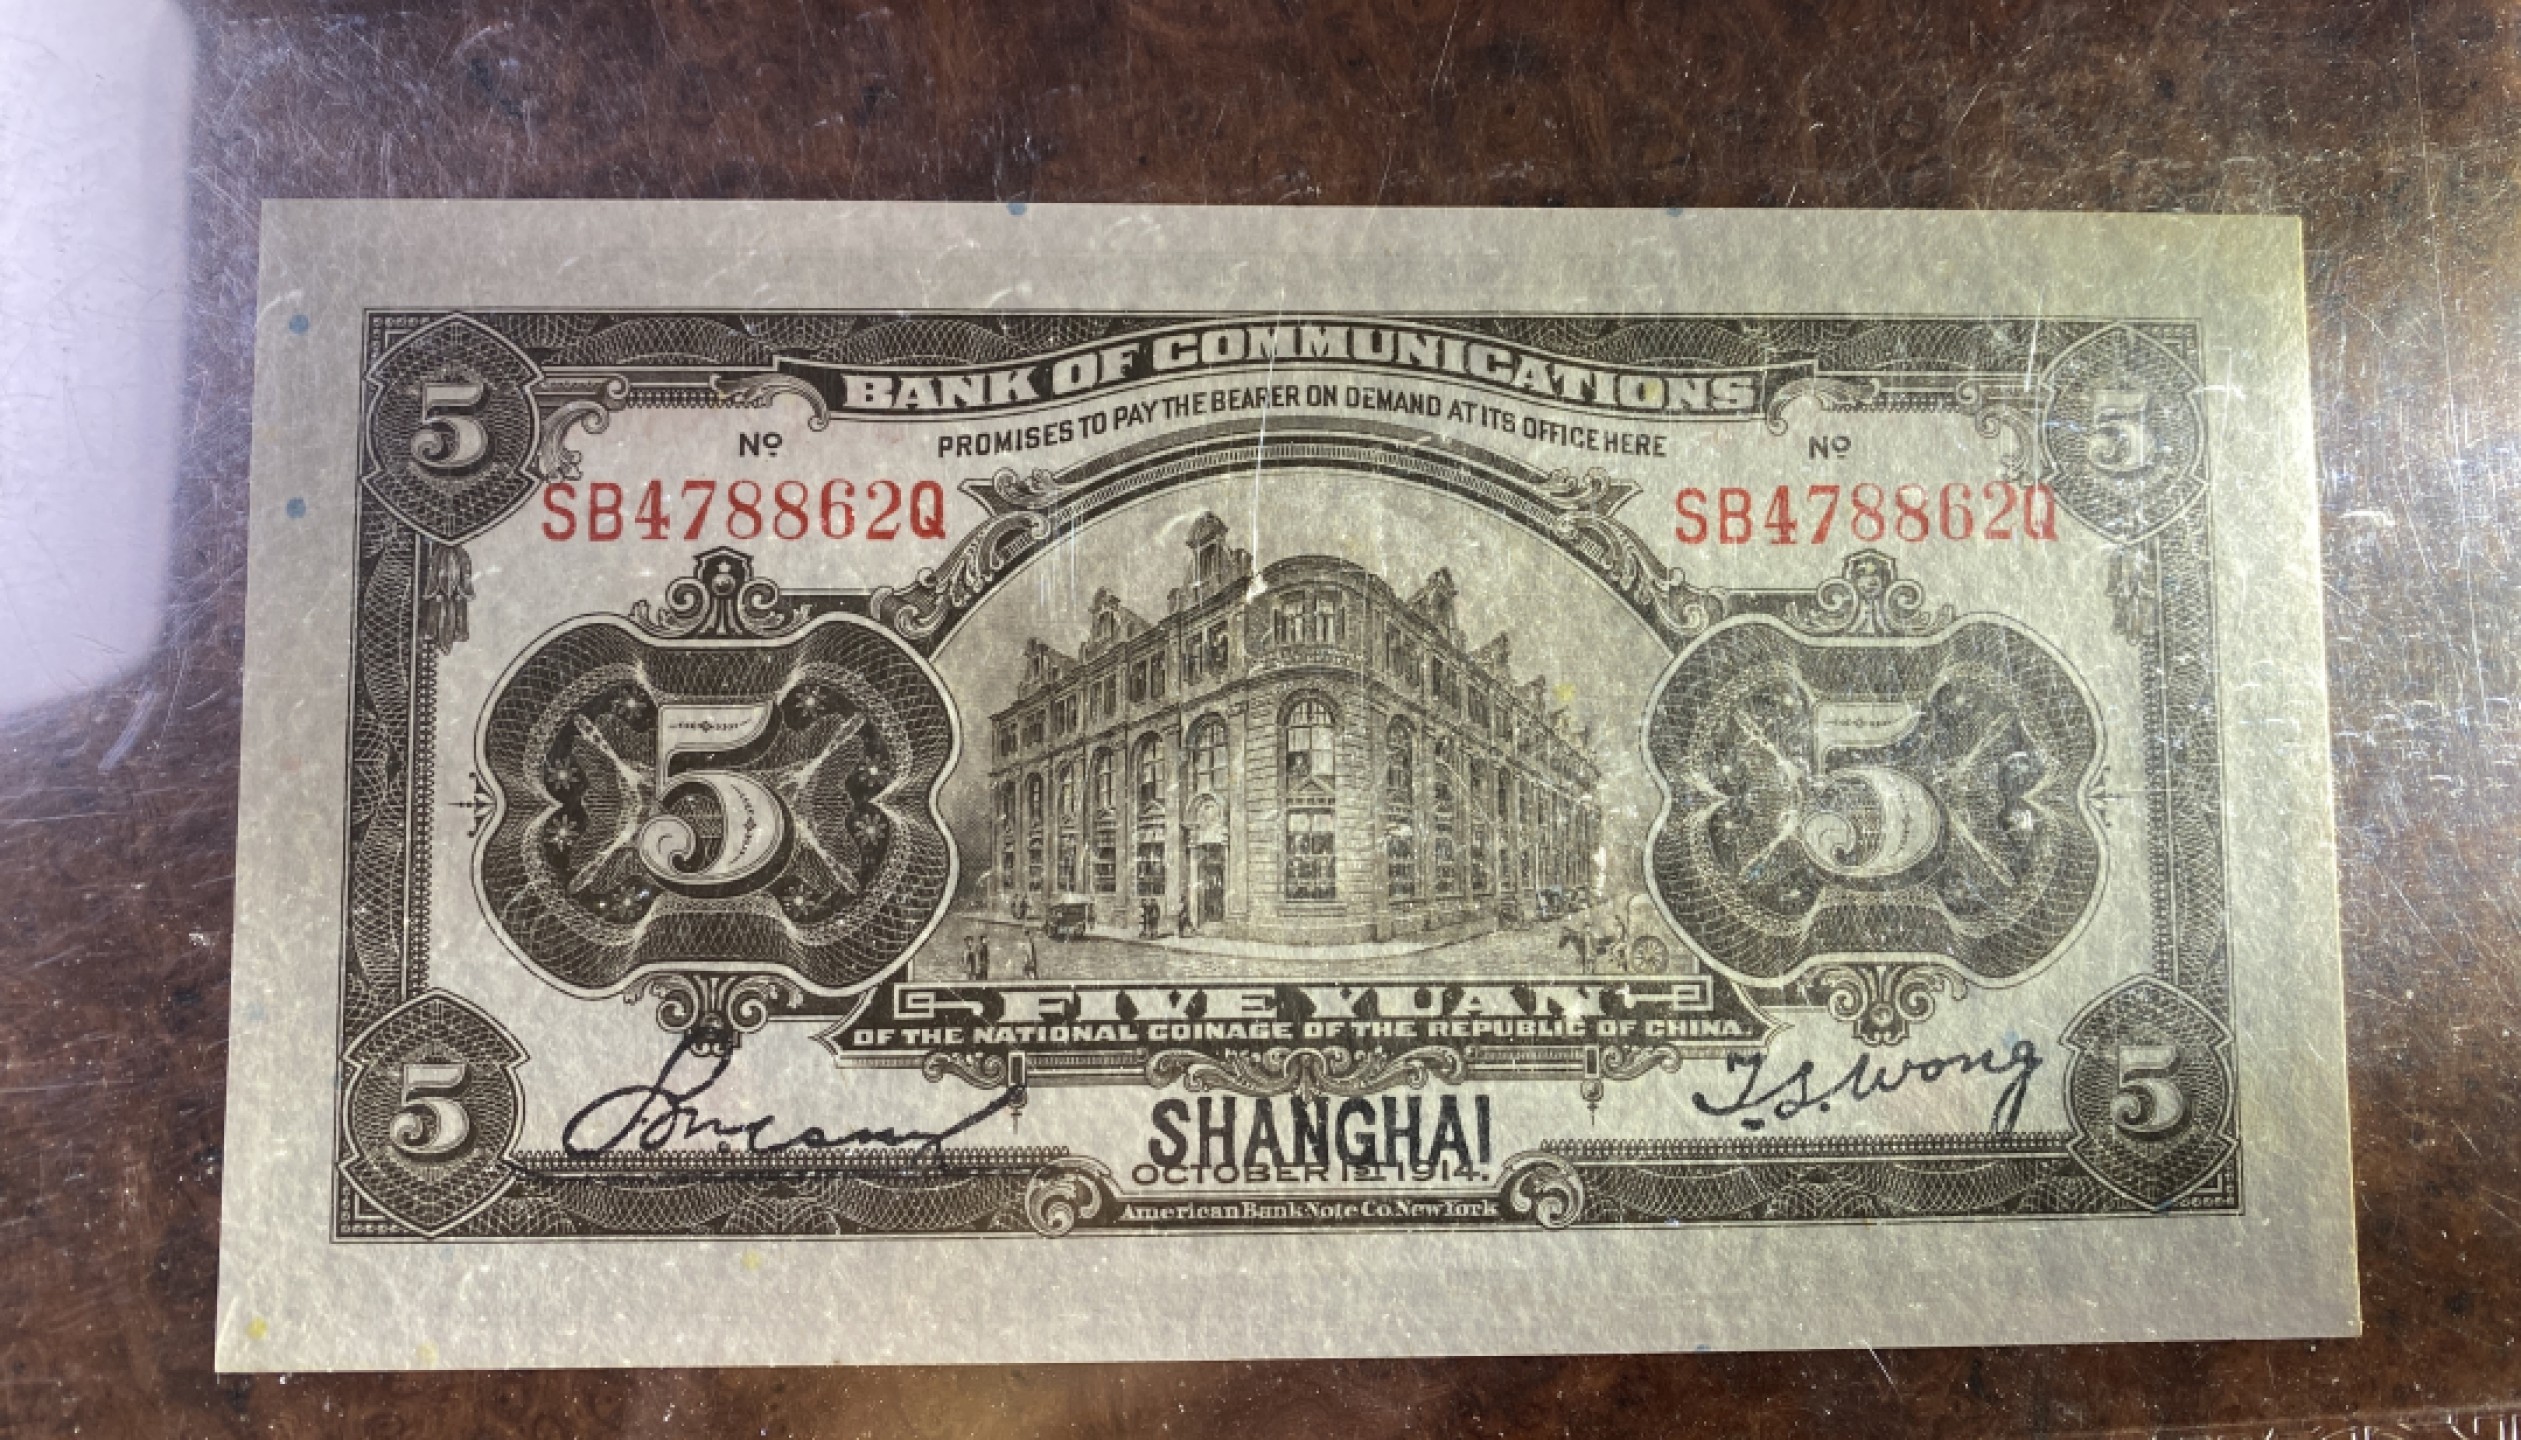 BANK OF COMMUNICATIONS
PROMISES TO PAY THE BEARER ON DEMAND AT ITS OFFICE HERE
5 5
Nº Nº
SB478862Q SB478862Q
5 5
FIVE YUAN
OF THE NATIONAL COINAGE OF THE REPUBLIC OF CHINA.
T.S. Wong
5 5
SHANGHAI
OCTOBER 1ST 1914.
American Bank Note Co. New York